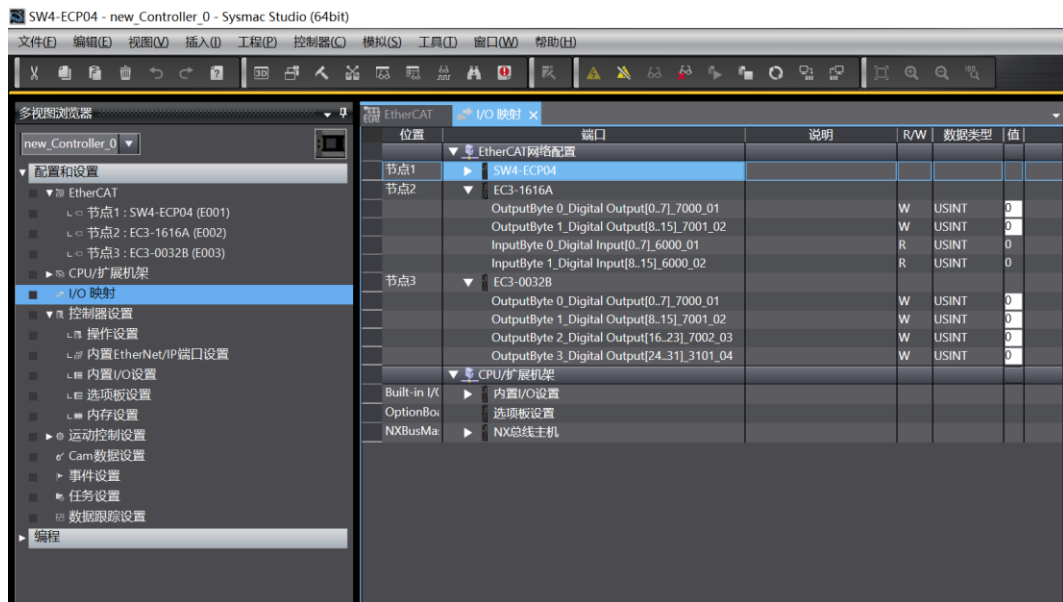 SW4-ECP04 - new_Controller_0 - Sysmac Studio (64bit)
文件(F) 编辑(E) 视图(V) 插入(I) 工程(P) 控制器(C) 模拟(S) 工具(T) 窗口(W) 帮助(H)
多视图浏览器
new_Controller_0
配置和设置
EtherCAT
节点1 : SW4-ECP04 (E001)
节点2 : EC3-1616A (E002)
节点3 : EC3-0032B (E003)
CPU/扩展机架
I/O 映射
控制器设置
操作设置
内置EtherNet/IP端口设置
内置I/O设置
选项板设置
内存设置
运动控制设置
Cam数据设置
事件设置
任务设置
数据跟踪设置
编程
EtherCAT I/O 映射
位置 端口 说明 R/W 数据类型 值
EtherCAT网络配置
节点1 SW4-ECP04
节点2 EC3-1616A
OutputByte 0_Digital Output[0..7]_7000_01 W USINT 0
OutputByte 1_Digital Output[8..15]_7001_02 W USINT 0
InputByte 0_Digital Input[0..7]_6000_01 R USINT 0
InputByte 1_Digital Input[8..15]_6000_02 R USINT 0
节点3 EC3-0032B
OutputByte 0_Digital Output[0..7]_7000_01 W USINT 0
OutputByte 1_Digital Output[8..15]_7001_02 W USINT 0
OutputByte 2_Digital Output[16..23]_7002_03 W USINT 0
OutputByte 3_Digital Output[24..31]_3101_04 W USINT 0
CPU/扩展机架
Built-in I/( 内置I/O设置
OptionBoa 选项板设置
NXBusMa: NX总线主机